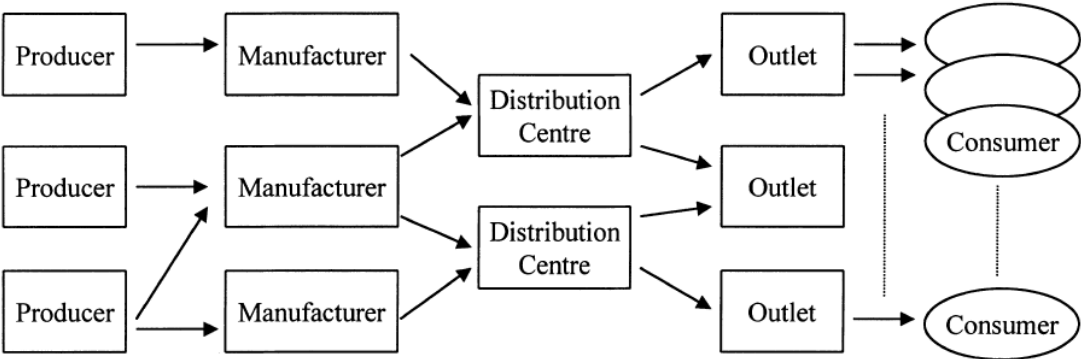 Producer
Manufacturer
Outlet
Distribution
Centre
Consumer
Producer
Manufacturer
Outlet
Distribution
Centre
Producer
Manufacturer
Outlet
Consumer